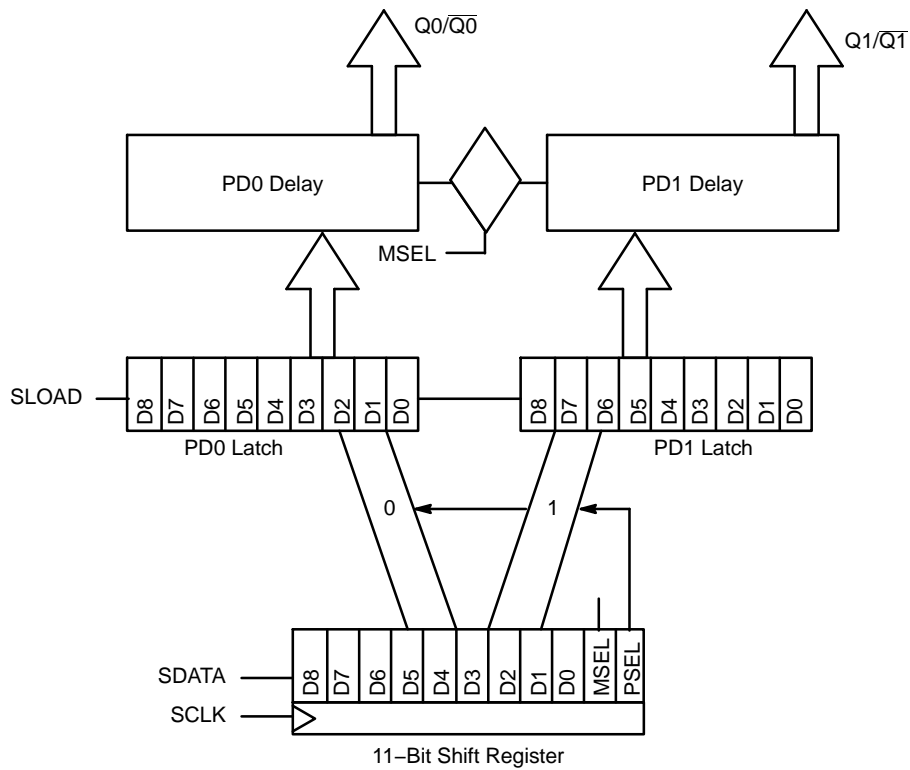 Q0/Q̅0̅
Q1/Q̅1̅
PD0 Delay
PD1 Delay
MSEL
SLOAD
D8 D7 D6 D5 D4 D3 D2 D1 D0
D8 D7 D6 D5 D4 D3 D2 D1 D0
PD0 Latch
PD1 Latch
0
1
SDATA
D8 D7 D6 D5 D4 D3 D2 D1 D0 MSEL PSEL
SCLK
11−Bit Shift Register